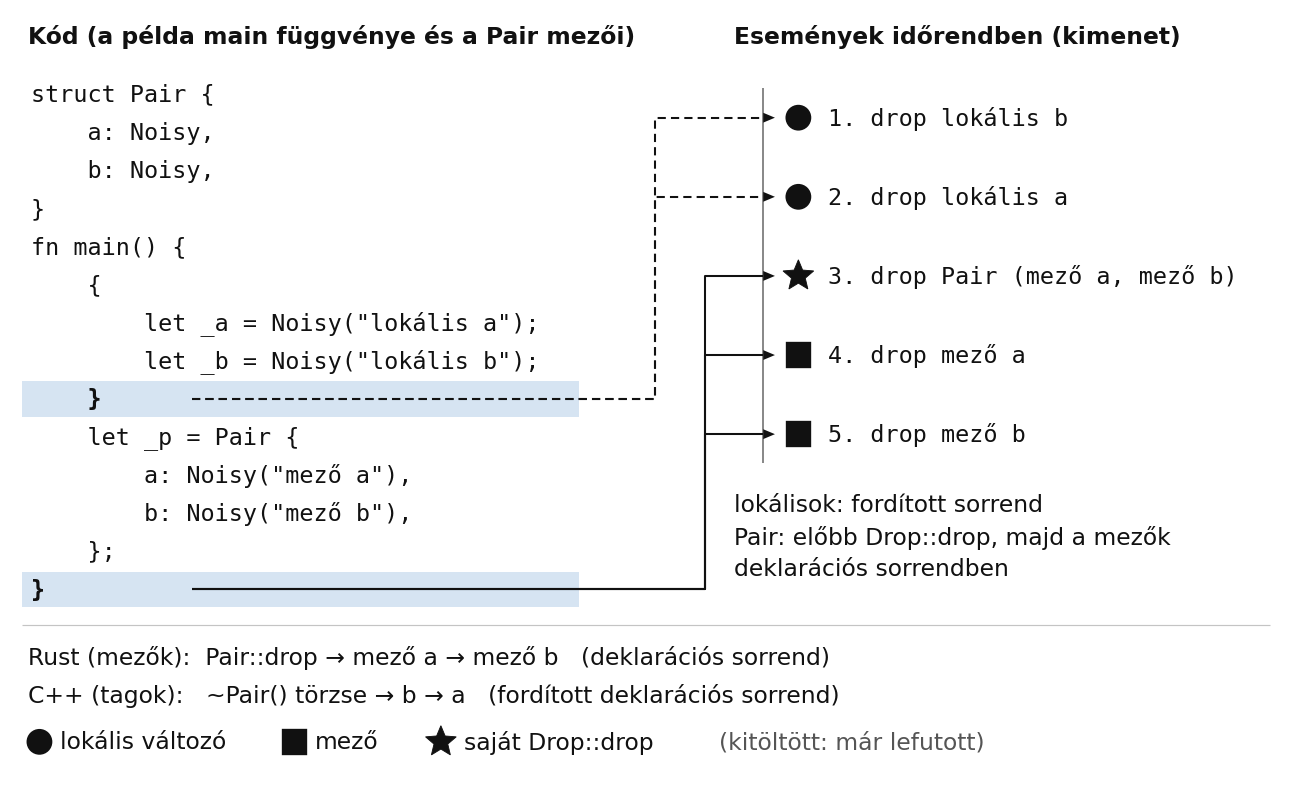 Kód (a példa main függvénye és a Pair mezői)
struct Pair {
    a: Noisy,
    b: Noisy,
}
fn main() {
    {
        let _a = Noisy("lokális a");
        let _b = Noisy("lokális b");
    }
    let _p = Pair {
        a: Noisy("mező a"),
        b: Noisy("mező b"),
    };
}
Események időrendben (kimenet)
1. drop lokális b
2. drop lokális a
3. drop Pair (mező a, mező b)
4. drop mező a
5. drop mező b
lokálisok: fordított sorrend
Pair: előbb Drop::drop, majd a mezők
deklarációs sorrendben
Rust (mezők):  Pair::drop → mező a → mező b   (deklarációs sorrend)
C++ (tagok):   ~Pair() törzse → b → a   (fordított deklarációs sorrend)
lokális változó   mező   saját Drop::drop   (kitöltött: már lefutott)